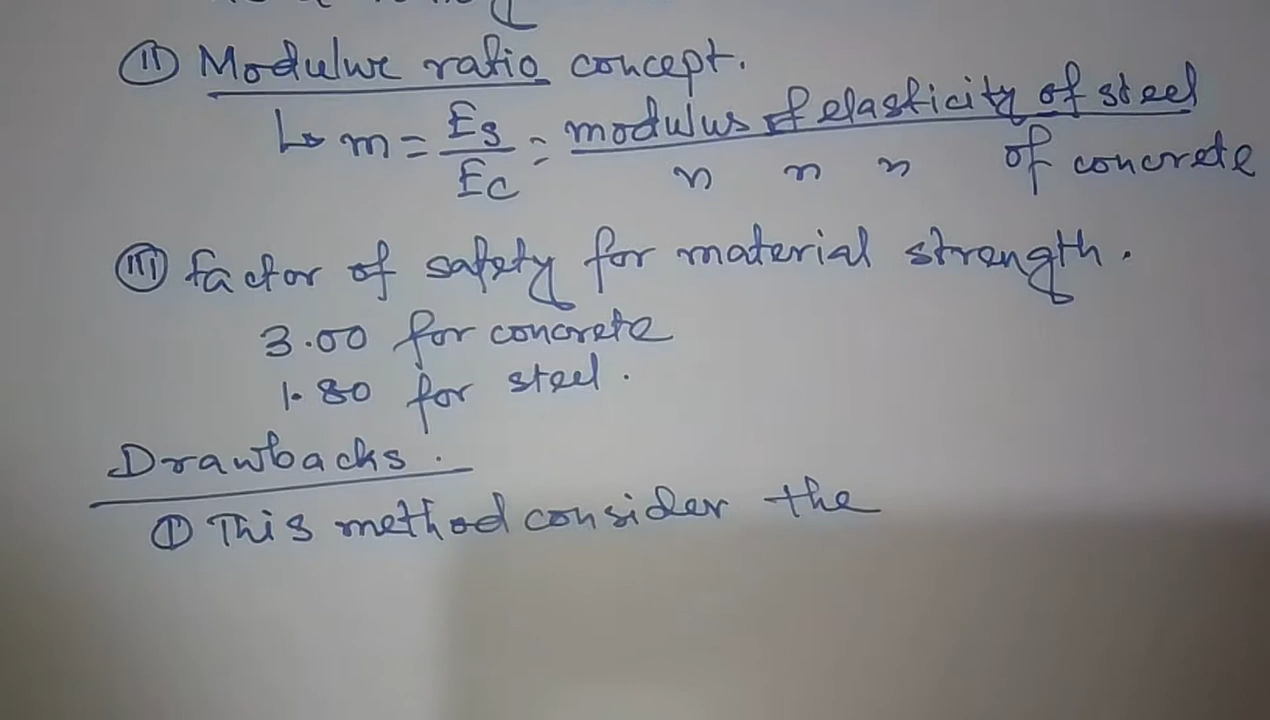 (II) Modulur ratio concept.
↳ m = Es/Ec = modulus of elasticity of steel
" " " of concrete
(III) factor of safety for material strength.
3.00 for concrete
1.80 for steel.
Drawbacks.
(I) This method consider the